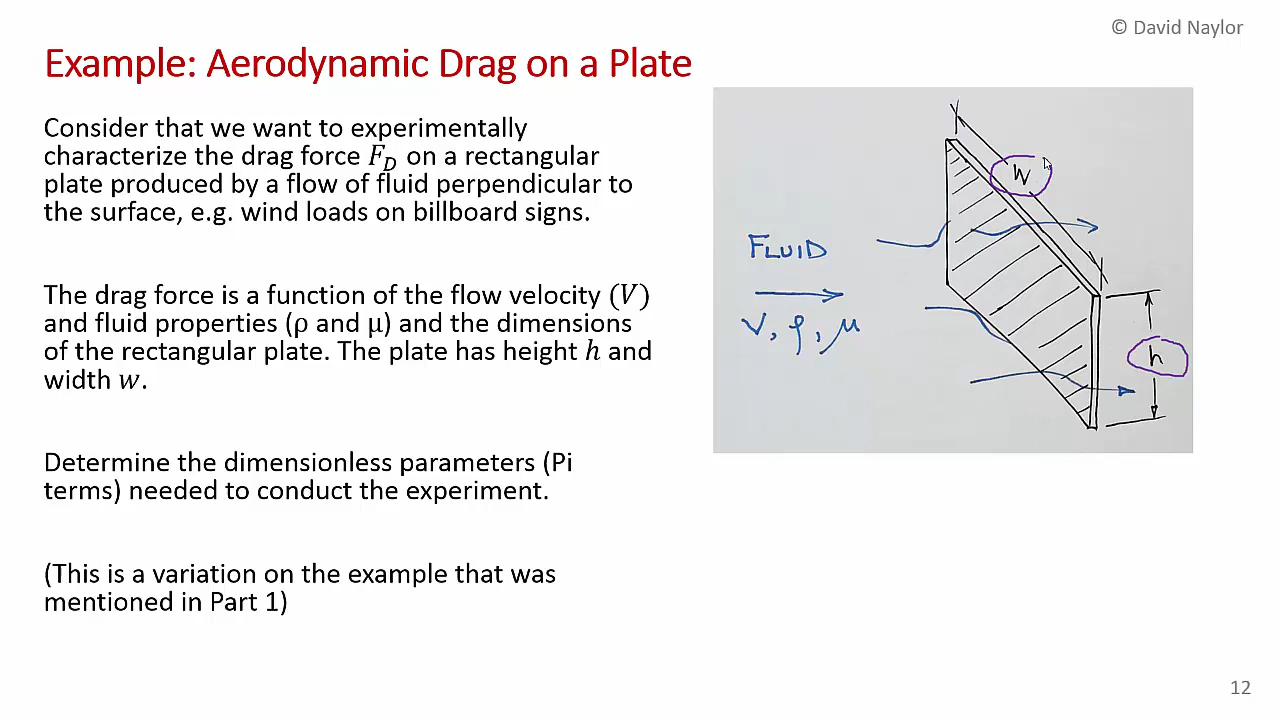 © David Naylor
Example: Aerodynamic Drag on a Plate
Consider that we want to experimentally
characterize the drag force F_D on a rectangular
plate produced by a flow of fluid perpendicular to
the surface, e.g. wind loads on billboard signs.
The drag force is a function of the flow velocity (V)
and fluid properties (ρ and μ) and the dimensions
of the rectangular plate. The plate has height h and
width w.
Determine the dimensionless parameters (Pi
terms) needed to conduct the experiment.
(This is a variation on the example that was
mentioned in Part 1)
W
FLUID
V, ρ, μ
h
12